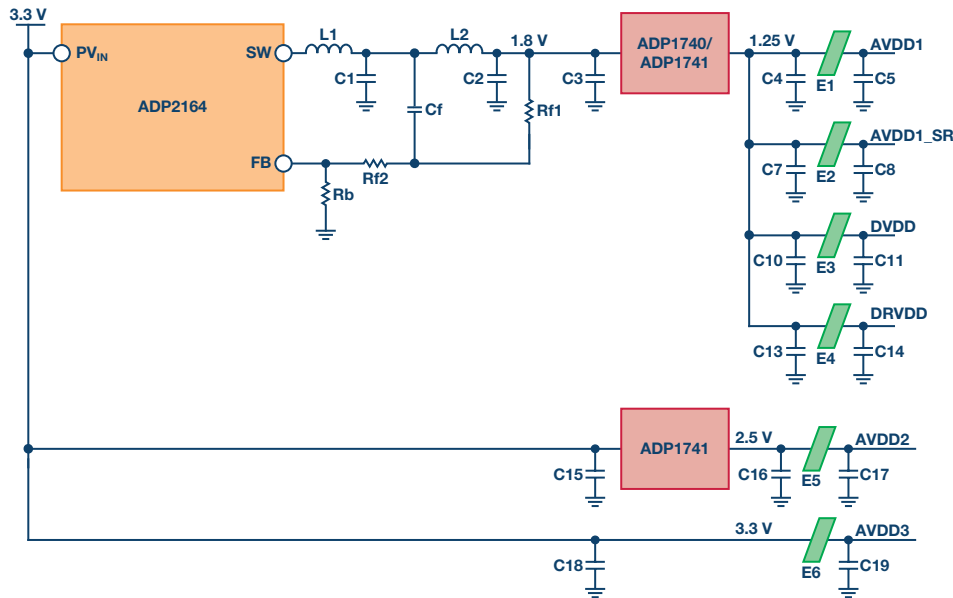 3.3 V
PVIN
SW
ADP2164
FB
L1
L2
1.8 V
C1
Cf
C2
Rf1
C3
Rf2
Rb
ADP1740/
ADP1741
1.25 V
AVDD1
C4
E1
C5
AVDD1_SR
C7
E2
C8
DVDD
C10
E3
C11
DRVDD
C13
E4
C14
ADP1741
2.5 V
AVDD2
C15
C16
E5
C17
3.3 V
AVDD3
C18
E6
C19